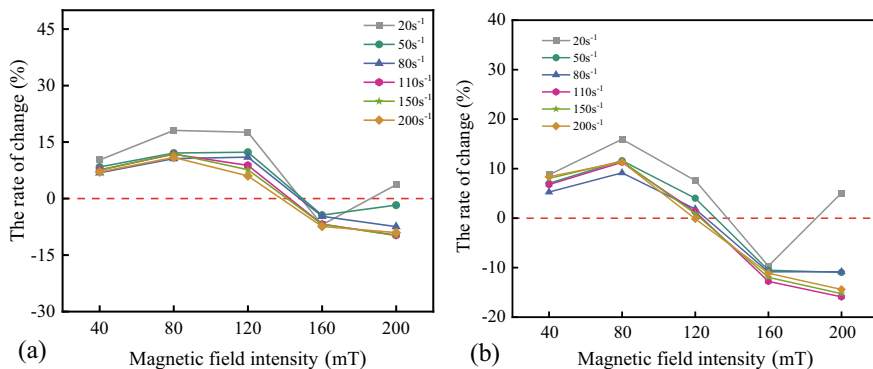 45
30
15
0
-15
-30
The rate of change (%)
20s⁻¹
50s⁻¹
80s⁻¹
110s⁻¹
150s⁻¹
200s⁻¹
40 80 120 160 200
Magnetic field intensity (mT)
(a)
40
30
20
10
0
-10
-20
The rate of change (%)
20s⁻¹
50s⁻¹
80s⁻¹
110s⁻¹
150s⁻¹
200s⁻¹
40 80 120 160 200
Magnetic field intensity (mT)
(b)